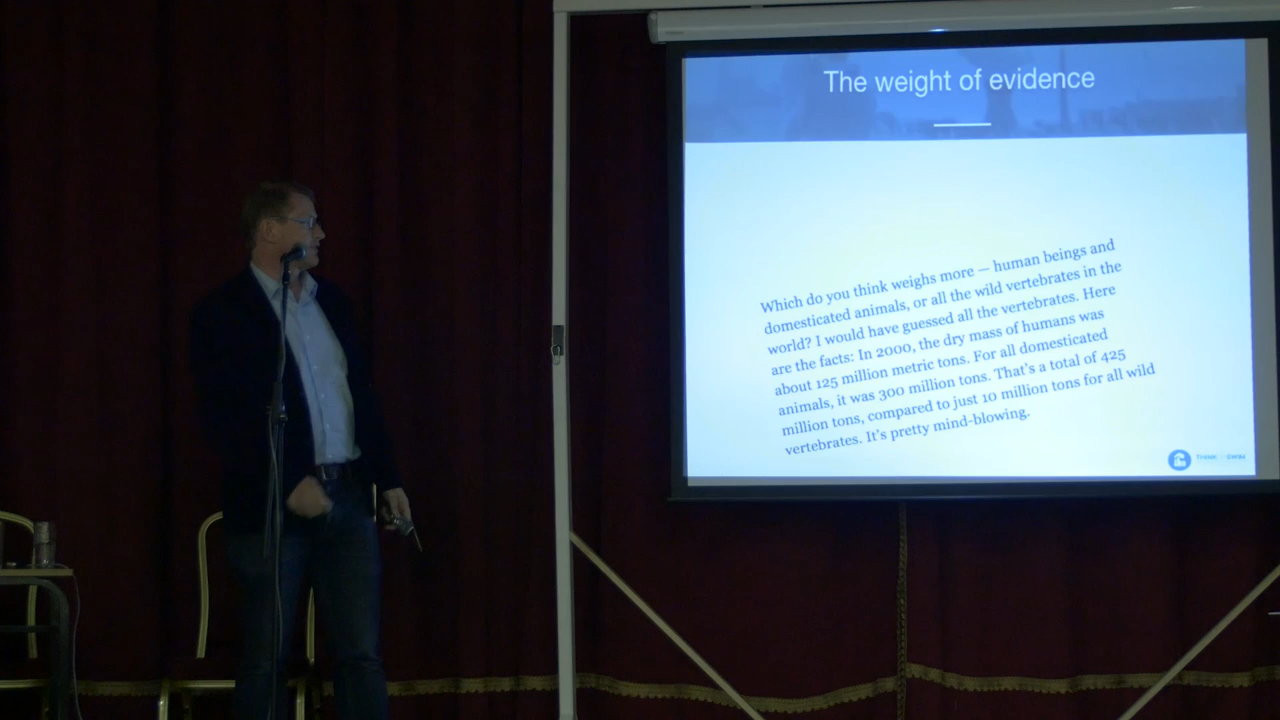 The weight of evidence
Which do you think weighs more — human beings and
domesticated animals, or all the wild vertebrates in the
world? I would have guessed all the vertebrates. Here
are the facts: In 2000, the dry mass of humans was
about 125 million metric tons. For all domesticated
animals, it was 300 million tons. That's a total of 425
million tons, compared to just 10 million tons for all wild
vertebrates. It's pretty mind-blowing.